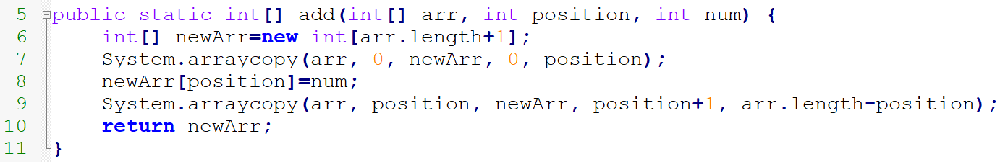 5 public static int[] add(int[] arr, int position, int num) {
6 int[] newArr=new int[arr.length+1];
7 System.arraycopy(arr, 0, newArr, 0, position);
8 newArr[position]=num;
9 System.arraycopy(arr, position, newArr, position+1, arr.length-position);
10 return newArr;
11 }